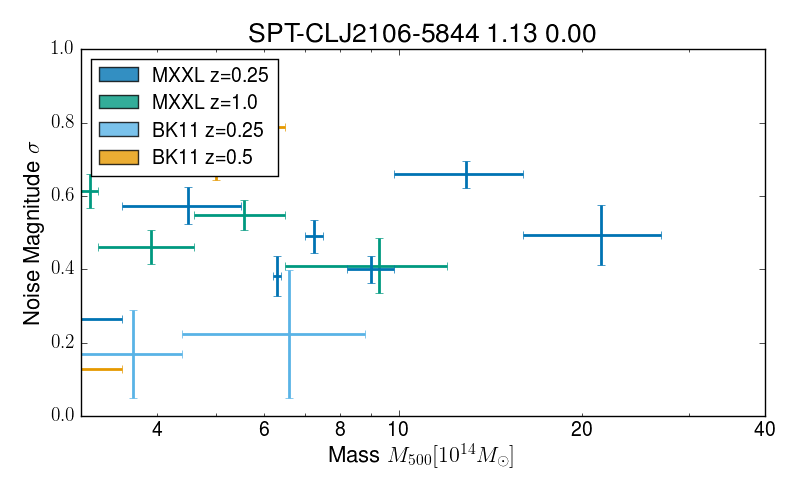 SPT-CLJ2106-5844 1.13 0.00
1.0
0.8
0.6
0.4
0.2
0.0
Noise Magnitude σ
MXXL z=0.25
MXXL z=1.0
BK11 z=0.25
BK11 z=0.5
4 6 8 10 20 40
Mass M₅₀₀[10¹⁴M☉]